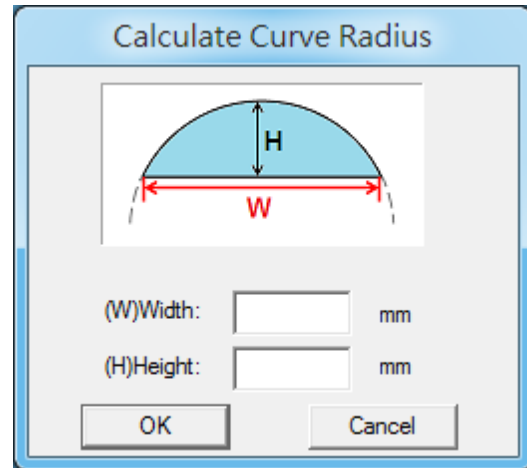 Calculate Curve Radius
H
W
(W)Width: mm
(H)Height: mm
OK Cancel